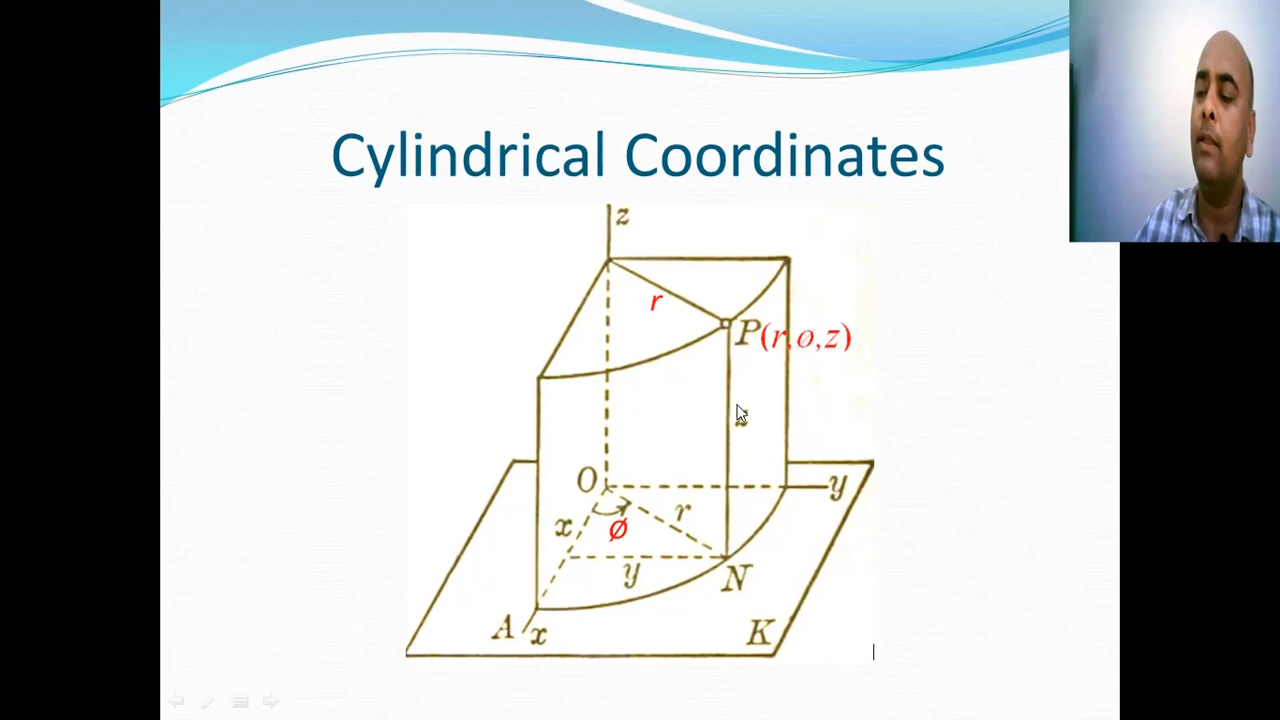 Cylindrical Coordinates
z
r
P(r,ø,z)
z
O
y
x
ø
r
y
N
A
x
K